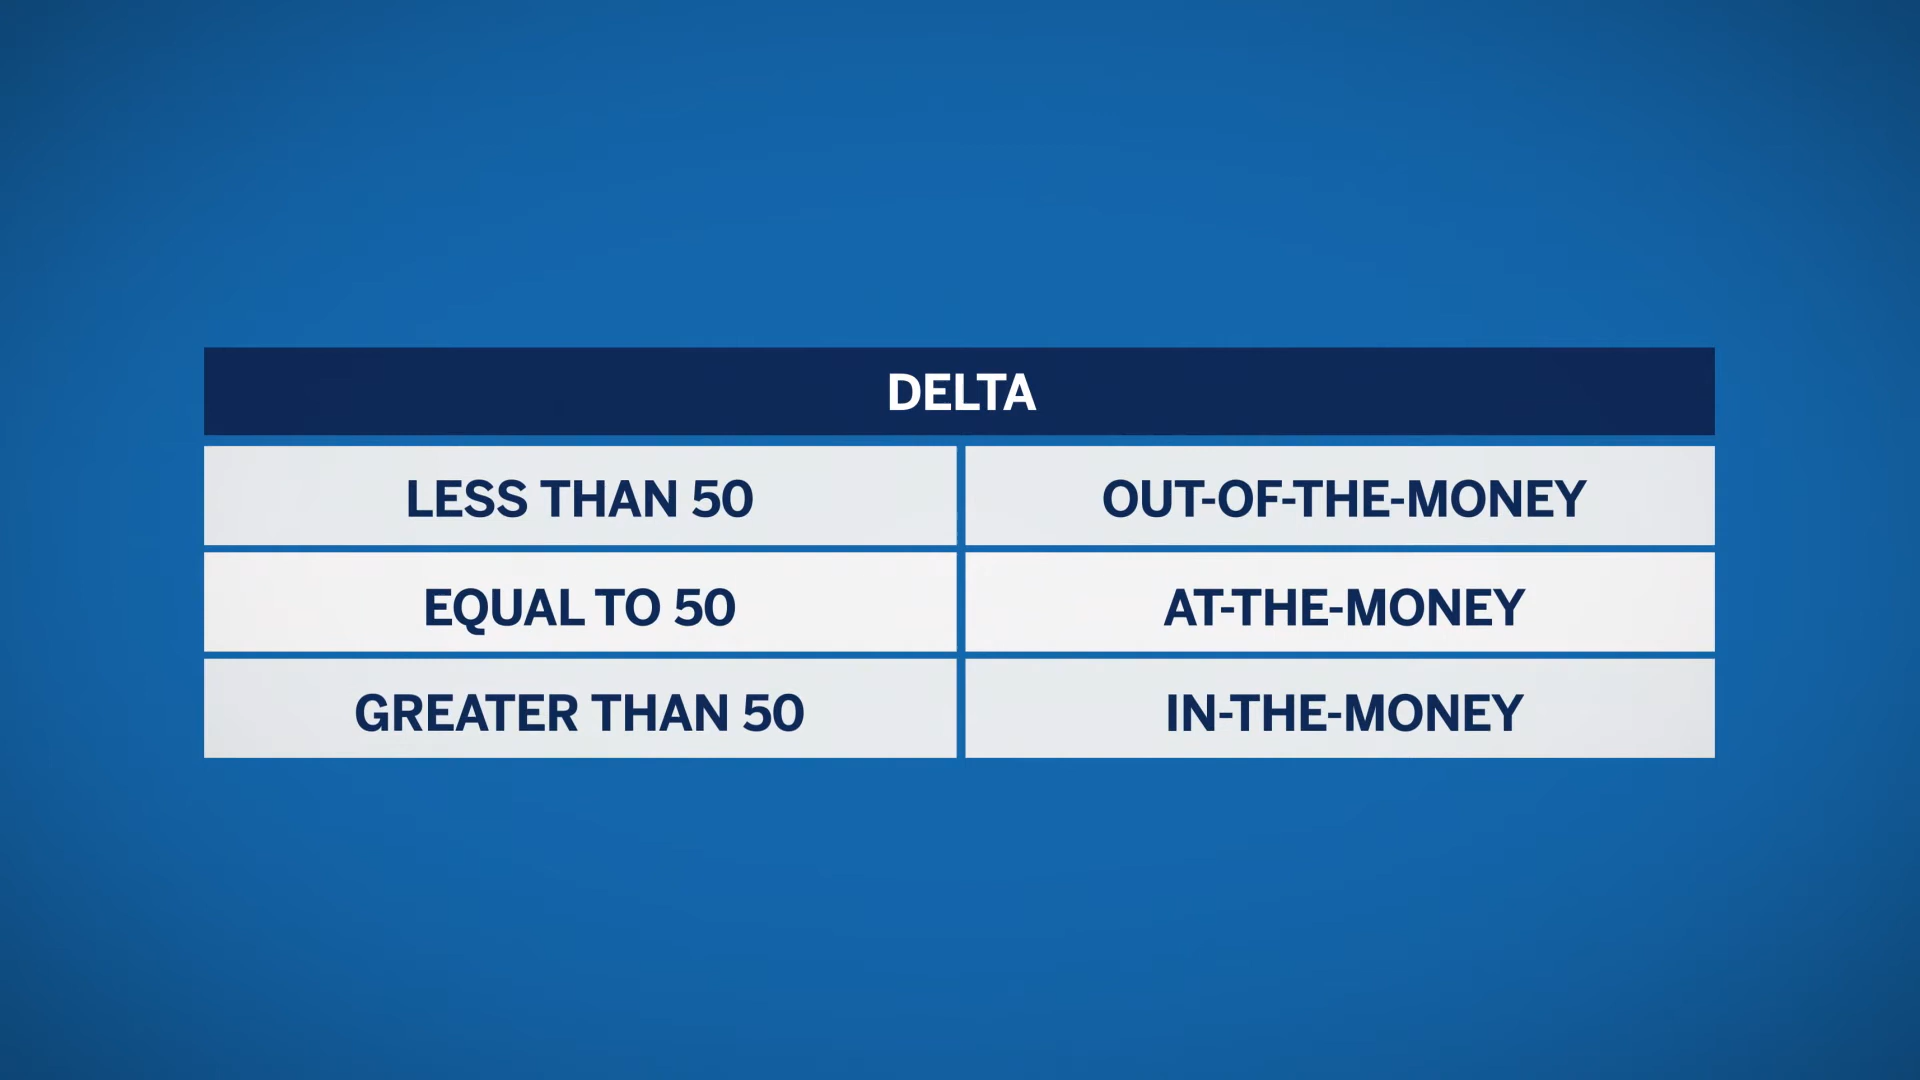 DELTA
LESS THAN 50
OUT-OF-THE-MONEY
EQUAL TO 50
AT-THE-MONEY
GREATER THAN 50
IN-THE-MONEY